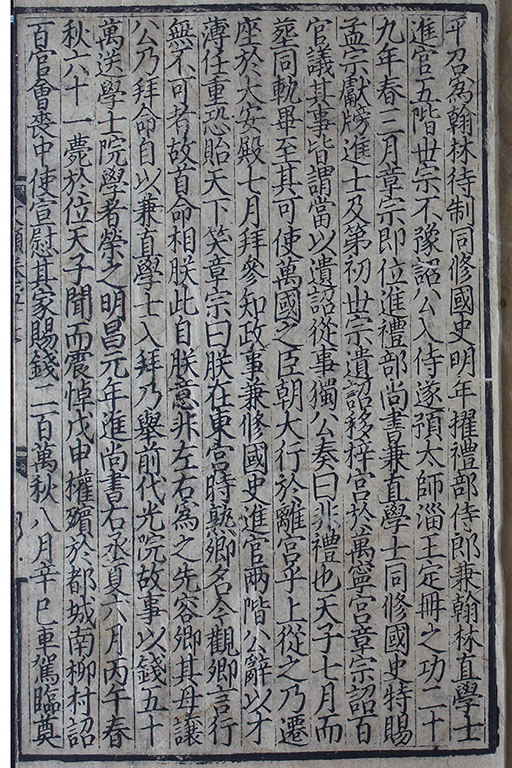 平召為翰林待制同修國史明年擢禮部侍郎兼翰林直學士
進官五階世宗不豫詔公入侍遂預太師淄王定冊之功二十
九年春二月章宗即位進禮部尚書兼直學士同修國史特賜
孟宗獻牓進士及第初世宗遺詔移梓宮扵萬寧宮章宗詔百
官議其事皆謂當以遺詔從事獨公奏曰非禮也天子七月而
塟同軌畢至其可使萬國之臣朝大行扵離宮乎上從之乃遷
座扵大安殿七月拜參知政事兼修國史進官兩階公辭以才
薄任重恐貽天下笑章宗曰朕在東宮時熟卿名今觀卿言行
無不可者故首命相朕此自朕意非左右為之先容卿其毋讓
公乃拜命自以兼直學士入拜乃舉前代光院故事以錢五十
萬送學士院學者榮之明昌元年進尚書右丞夏六月丙午春
秋六十一薨扵位天子聞而震悼戊申權殯扵都城南柳村詔
百官會喪中使宣慰其家賜錢二百萬秋八月辛巳車駕臨奠